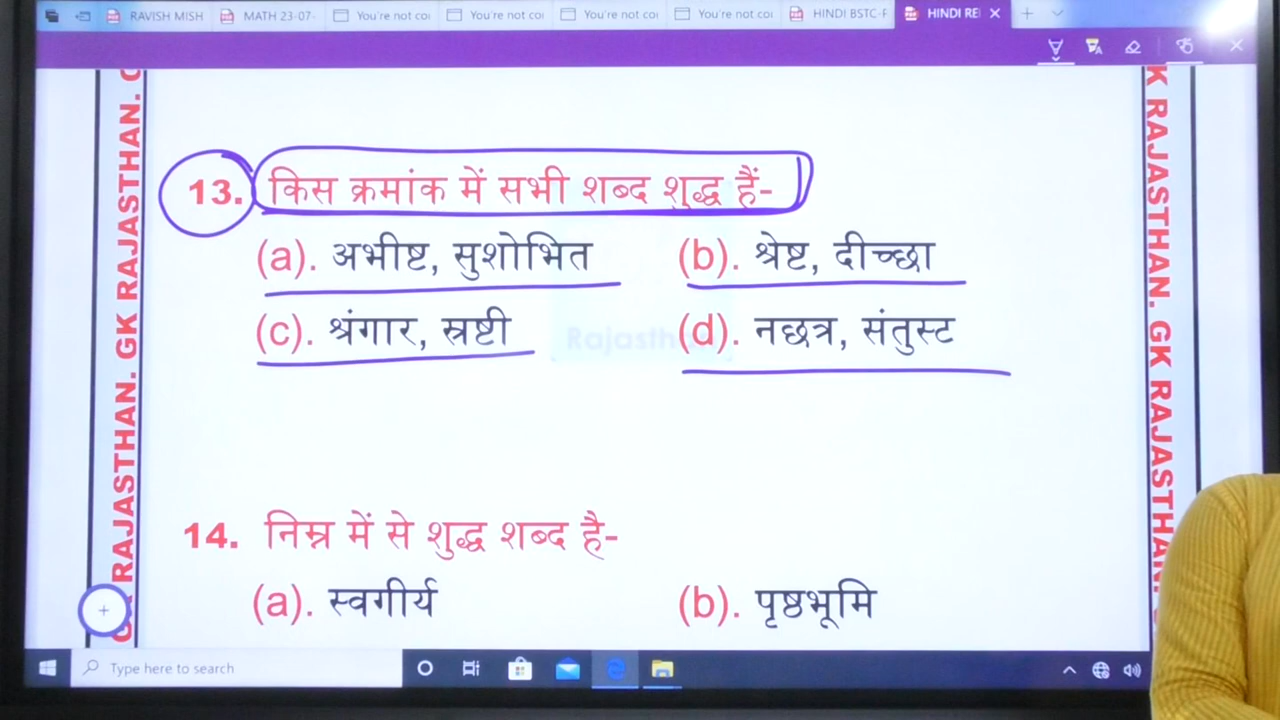 RAVISH MISH MATH 23-07- You're not co You're not co You're not co You're not co HINDI BSTC-F HINDI RE
13. किस क्रमांक में सभी शब्द शुद्ध हैं-
(a). अभीष्ट, सुशोभित (b). श्रेष्ट, दीच्छा
(c). श्रंगार, स्रष्टी (d). नछत्र, संतुस्ट
Rajasth
14. निम्न में से शुद्ध शब्द है-
(a). स्वगीर्य (b). पृष्ठभूमि
RAJASTHAN. GK RAJASTHAN. G
K RAJASTHAN. GK RAJASTHAN.
Type here to search